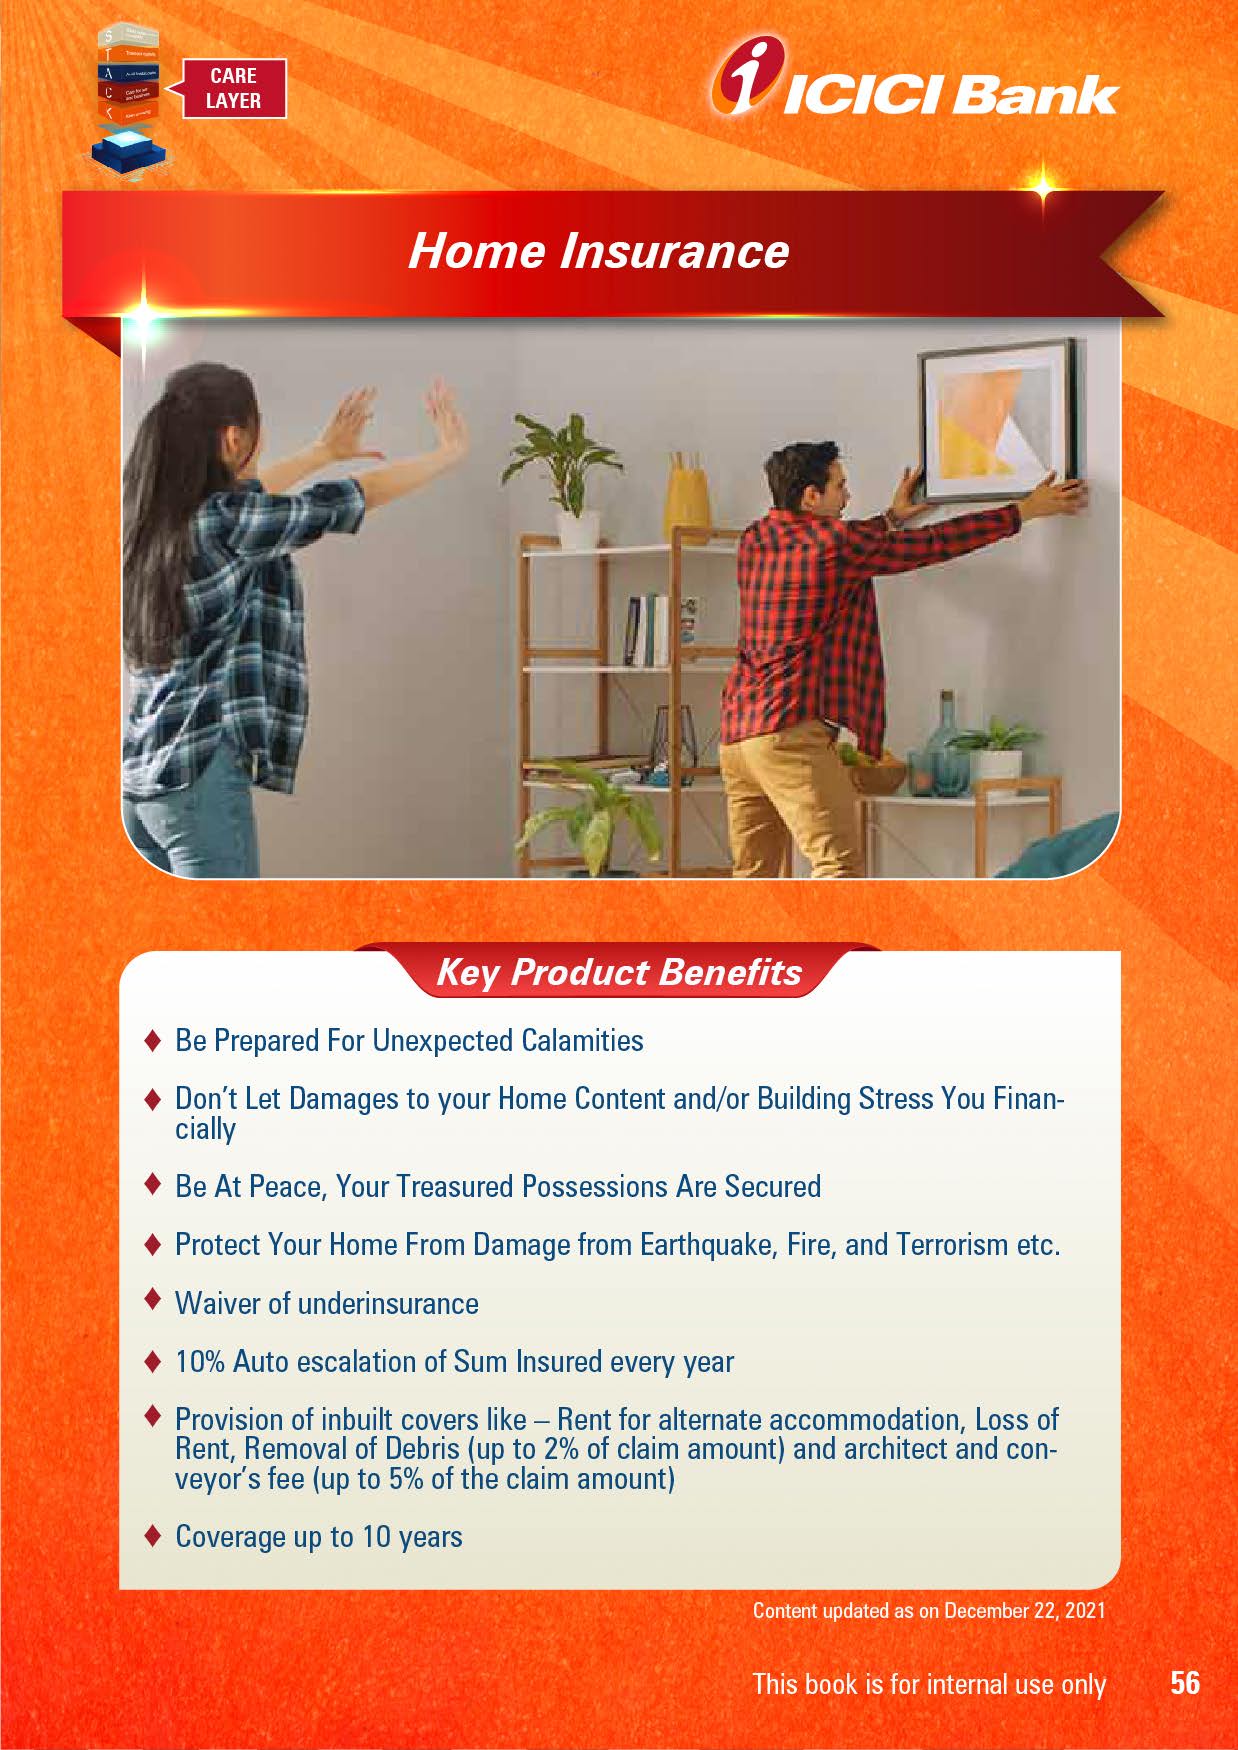 S
T
A
C
K
CARE
LAYER
i ICICI Bank
Home Insurance
Key Product Benefits
♦ Be Prepared For Unexpected Calamities
♦ Don’t Let Damages to your Home Content and/or Building Stress You Finan-
cially
♦ Be At Peace, Your Treasured Possessions Are Secured
♦ Protect Your Home From Damage from Earthquake, Fire, and Terrorism etc.
♦ Waiver of underinsurance
♦ 10% Auto escalation of Sum Insured every year
♦ Provision of inbuilt covers like – Rent for alternate accommodation, Loss of
Rent, Removal of Debris (up to 2% of claim amount) and architect and con-
veyor’s fee (up to 5% of the claim amount)
♦ Coverage up to 10 years
Content updated as on December 22, 2021
This book is for internal use only 56